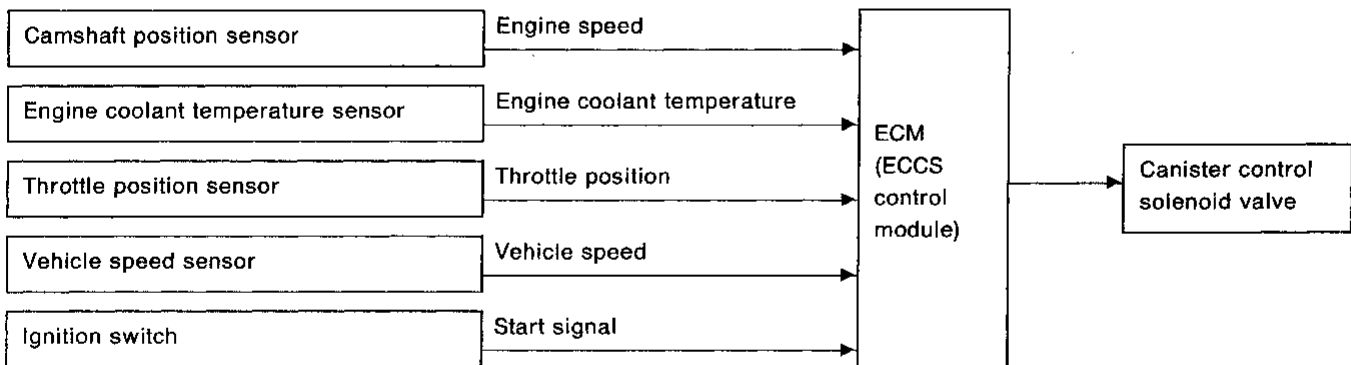 Camshaft position sensor
Engine speed
Engine coolant temperature sensor
Engine coolant temperature
Throttle position sensor
Throttle position
Vehicle speed sensor
Vehicle speed
Ignition switch
Start signal
ECM
(ECCS
control
module)
Canister control
solenoid valve